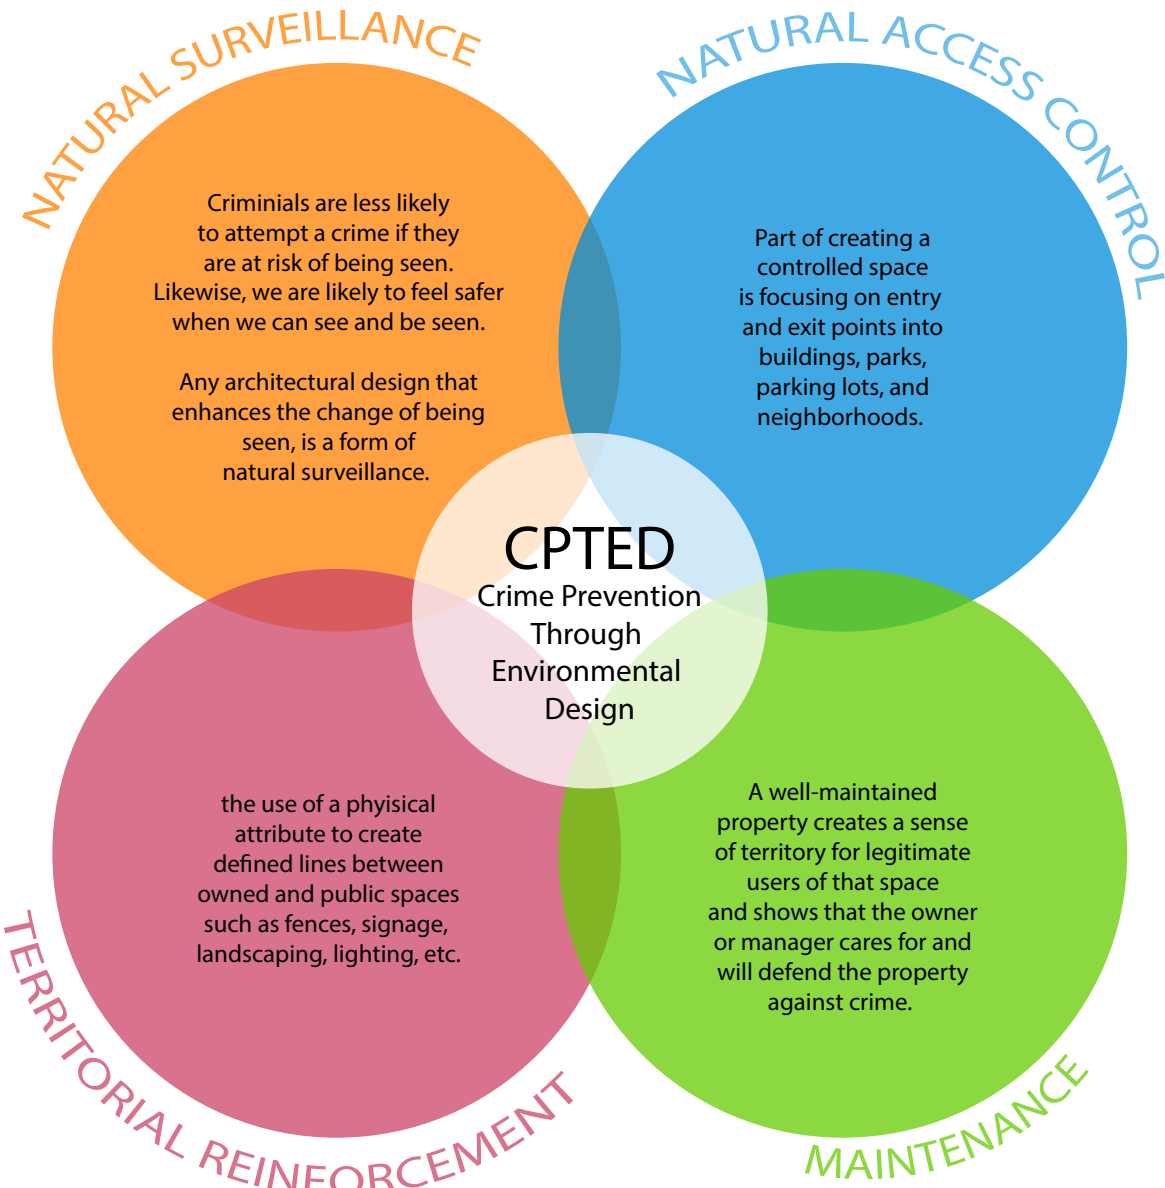 NATURAL SURVEILLANCE
Criminials are less likely
to attempt a crime if they
are at risk of being seen.
Likewise, we are likely to feel safer
when we can see and be seen.
Any architectural design that
enhances the change of being
seen, is a form of
natural surveillance.
NATURAL ACCESS CONTROL
Part of creating a
controlled space
is focusing on entry
and exit points into
buildings, parks,
parking lots, and
neighborhoods.
CPTED
Crime Prevention
Through
Environmental
Design
the use of a phyisical
attribute to create
defined lines between
owned and public spaces
such as fences, signage,
landscaping, lighting, etc.
TERRITORIAL REINFORCEMENT
A well-maintained
property creates a sense
of territory for legitimate
users of that space
and shows that the owner
or manager cares for and
will defend the property
against crime.
MAINTENANCE